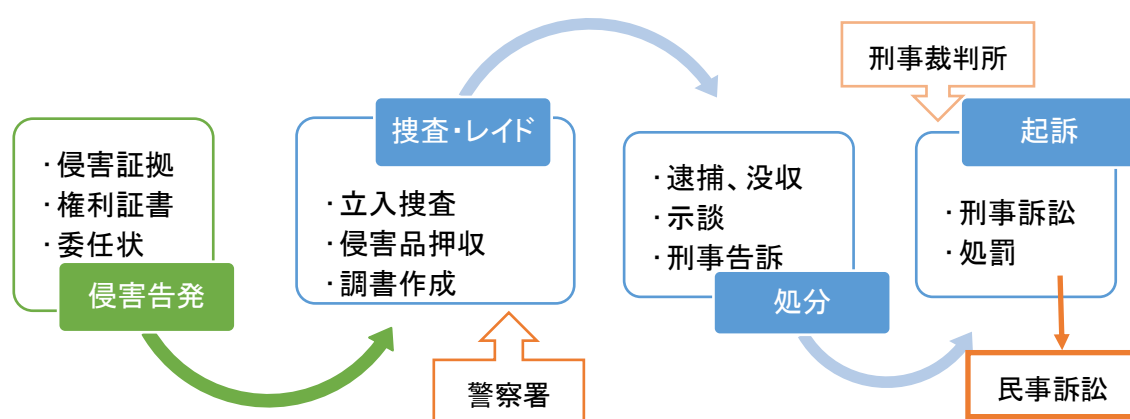 ・侵害証拠
・権利証書
・委任状
侵害告発
捜査・レイド
・立入捜査
・侵害品押収
・調書作成
警察署
・逮捕、没収
・示談
・刑事告訴
処分
刑事裁判所
起訴
・刑事訴訟
・処罰
民事訴訟